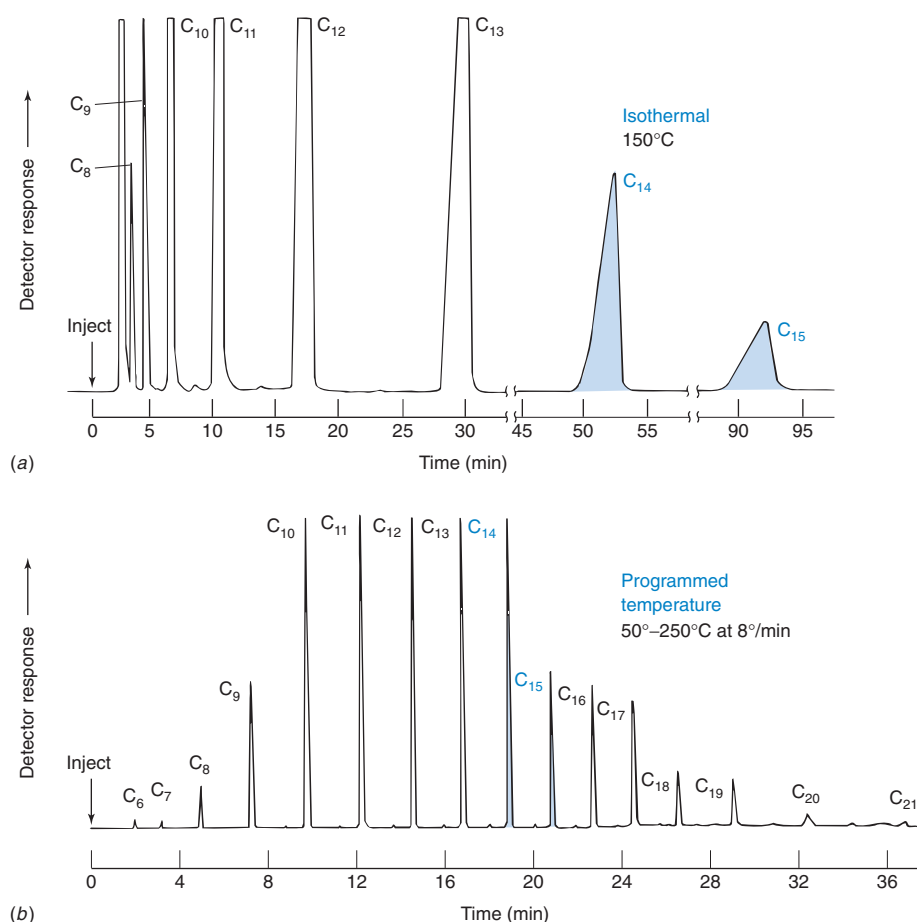 C₁₀
C₁₁
C₁₂
C₁₃
C₉
C₈
Isothermal
150°C
C₁₄
C₁₅
Detector response
Inject
0 5 10 15 20 25 30 45 50 55 90 95
Time (min)
(a)
C₁₀
C₁₁
C₁₂
C₁₃
C₁₄
Programmed
temperature
50°–250°C at 8°/min
C₁₅
C₁₆
C₁₇
C₉
C₈
C₆
C₇
C₁₈
C₁₉
C₂₀
C₂₁
Detector response
Inject
0 4 8 12 16 20 24 28 32 36
Time (min)
(b)